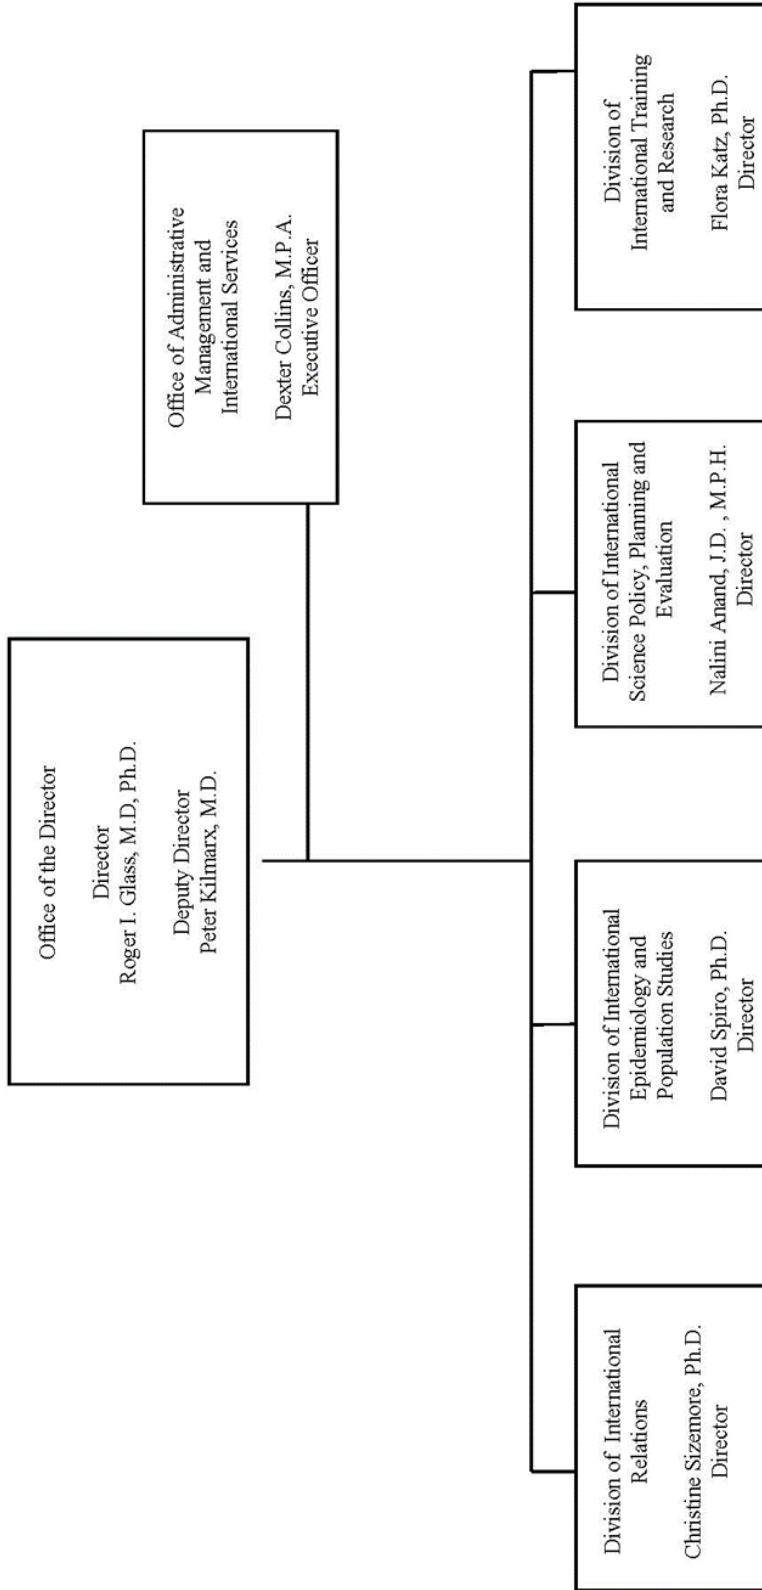 Office of the Director
Director
Roger I. Glass, M.D, Ph.D.
Deputy Director
Peter Kilmarx, M.D.
Office of Administrative
Management and
International Services
Dexter Collins, M.P.A.
Executive Officer
Division of International
Relations
Christine Sizemore, Ph.D.
Director
Division of International
Epidemiology and
Population Studies
David Spiro, Ph.D.
Director
Division of International
Science Policy, Planning and
Evaluation
Nalini Anand, J.D. , M.P.H.
Director
Division of
International Training
and Research
Flora Katz, Ph.D.
Director